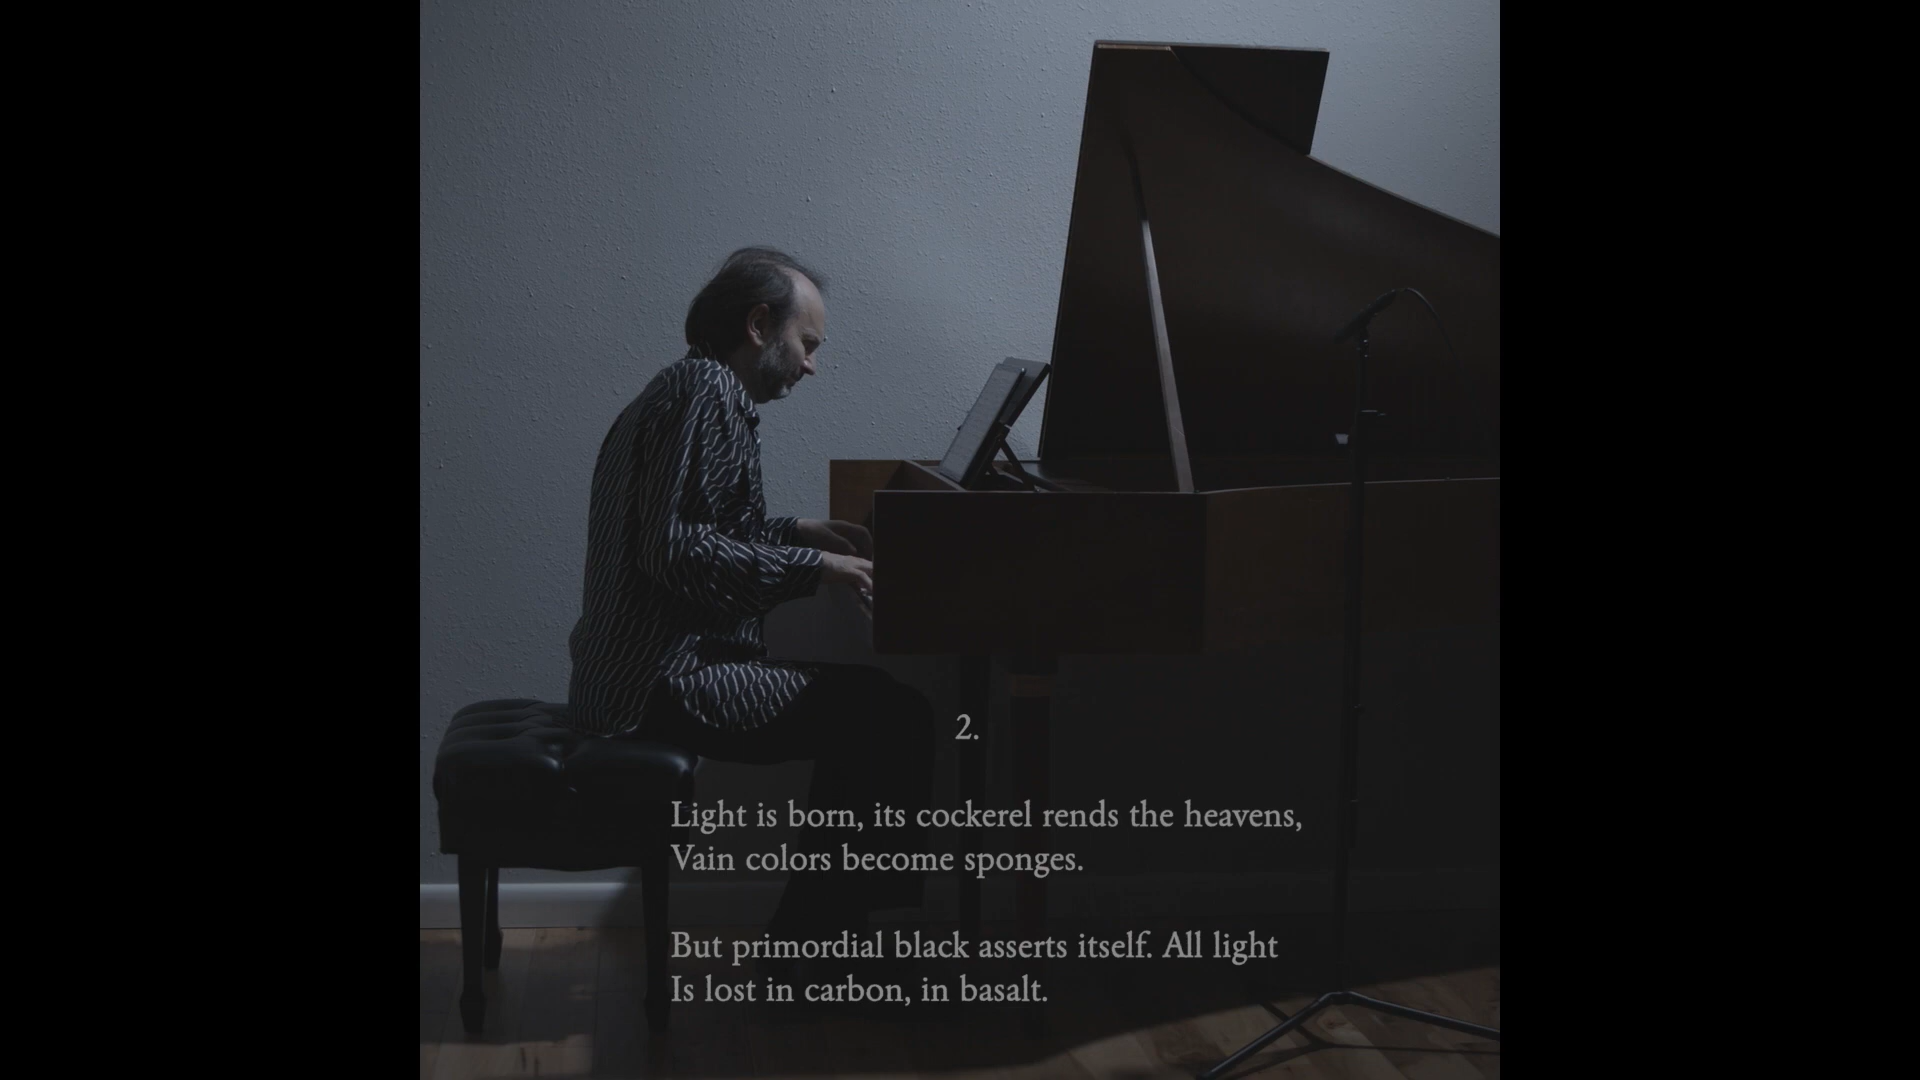 2.
Light is born, its cockerel rends the heavens,
Vain colors become sponges.
But primordial black asserts itself. All light
Is lost in carbon, in basalt.